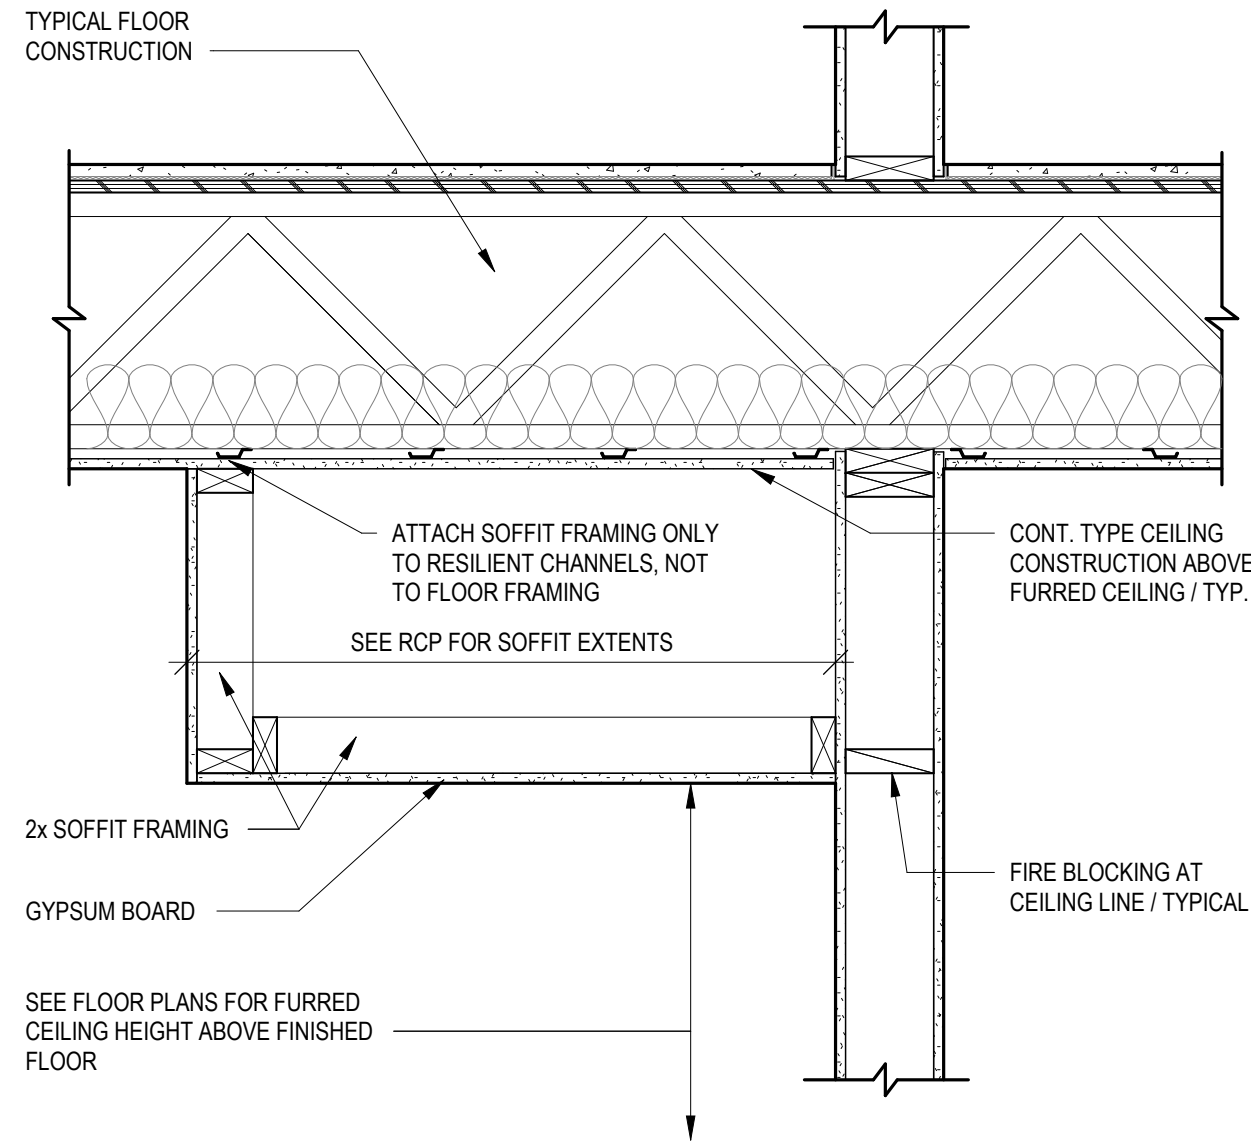 TYPICAL FLOOR
CONSTRUCTION
ATTACH SOFFIT FRAMING ONLY
TO RESILIENT CHANNELS, NOT
TO FLOOR FRAMING
CONT. TYPE CEILING
CONSTRUCTION ABOVE
FURRED CEILING / TYP.
SEE RCP FOR SOFFIT EXTENTS
2x SOFFIT FRAMING
GYPSUM BOARD
FIRE BLOCKING AT
CEILING LINE / TYPICAL
SEE FLOOR PLANS FOR FURRED
CEILING HEIGHT ABOVE FINISHED
FLOOR